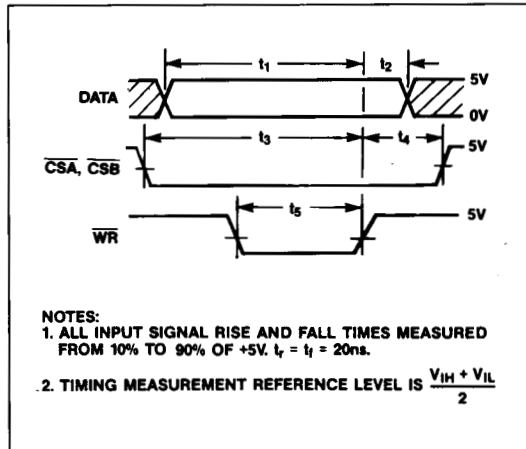 t1
t2
DATA
5V
0V
t3
t4
CSA, CSB
5V
t5
WR
5V
NOTES:
1. ALL INPUT SIGNAL RISE AND FALL TIMES MEASURED
FROM 10% TO 90% OF +5V. tr = tf = 20ns.
2. TIMING MEASUREMENT REFERENCE LEVEL IS (VIH + VIL) / 2